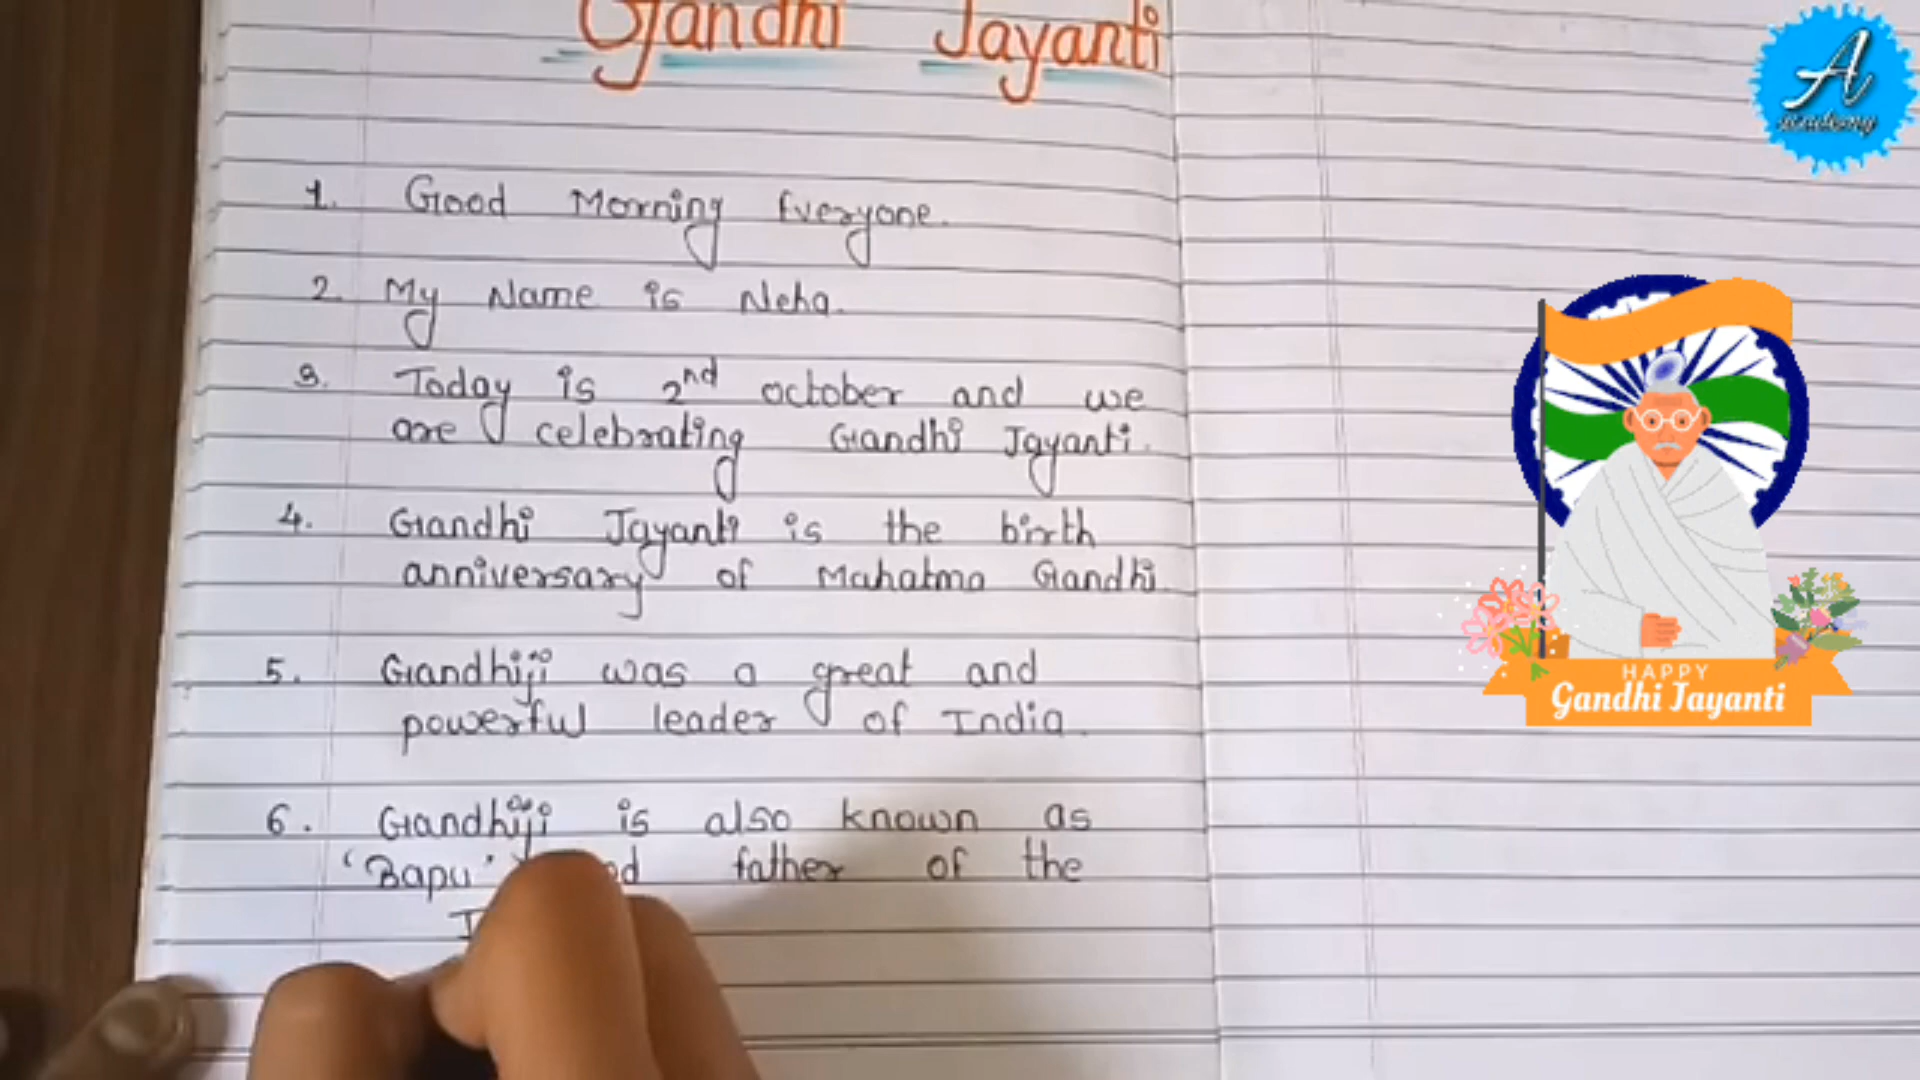 Gandhi Jayanti
1. Good Morning Everyone.
2. My Name is Neha.
3. Today is 2nd october and we
are celebrating Gandhi Jayanti.
4. Gandhi Jayanti is the birth
anniversary of Mahatma Gandhi.
5. Gandhiji was a great and
powerful leader of India.
6. Gandhiji is also known as
'Bapu' father of the
A
academy
HAPPY
Gandhi Jayanti